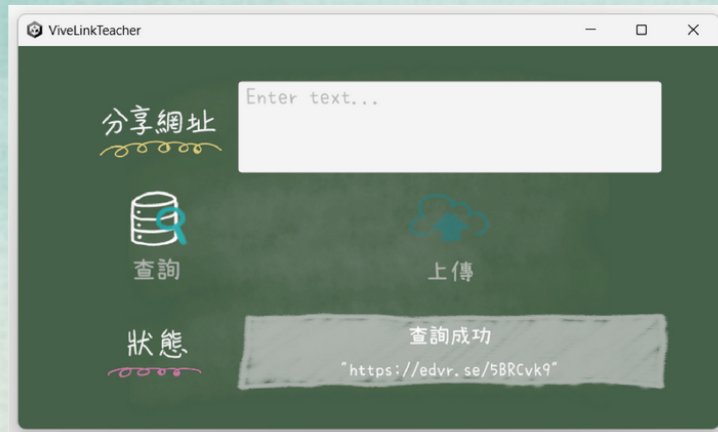 ViveLinkTeacher
分享網址
Enter text...
查詢
上傳
狀態
查詢成功
"https://edvr.se/5BRCvk9"